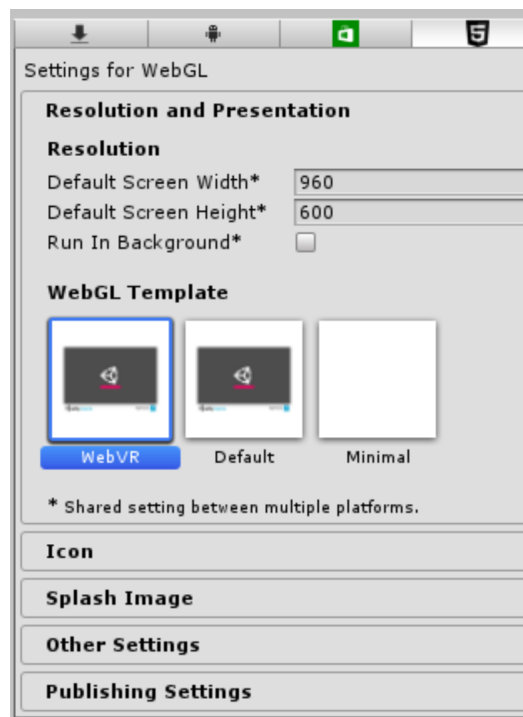 Settings for WebGL
Resolution and Presentation
Resolution
Default Screen Width* 960
Default Screen Height* 600
Run In Background*
WebGL Template
WebVR Default Minimal
* Shared setting between multiple platforms.
Icon
Splash Image
Other Settings
Publishing Settings